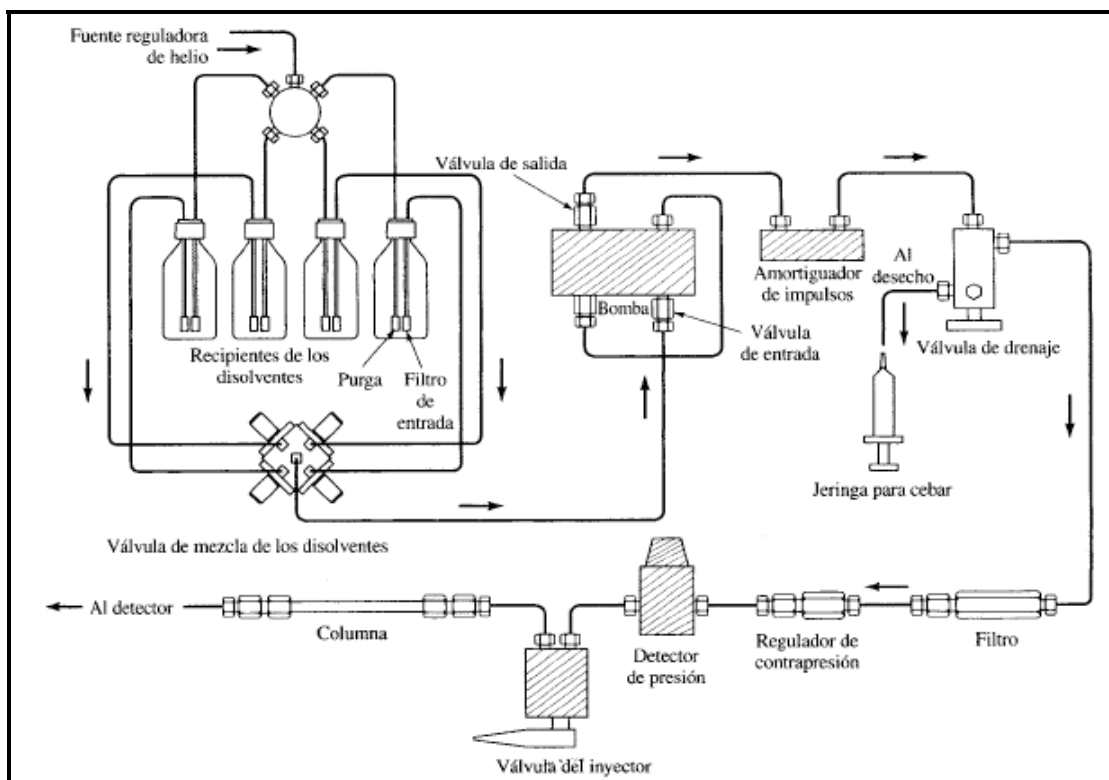 Fuente reguladora
de helio
Válvula de salida
Bomba
Válvula
de entrada
Amortiguador
de impulsos
Al
desecho
Válvula de drenaje
Jeringa para cebar
Recipientes de los
disolventes
Purga
Filtro
de
entrada
Válvula de mezcla de los disolventes
Al detector
Columna
Válvula del inyector
Detector
de presión
Regulador de
contrapresión
Filtro